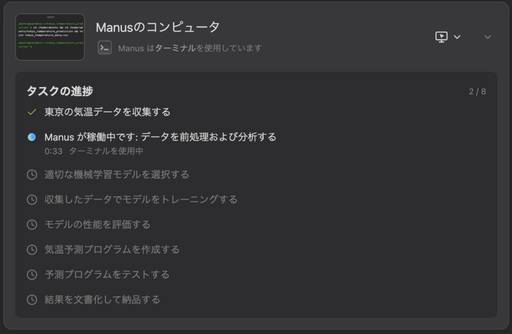 Manusのコンピュータ
Manus はターミナルを使用しています
タスクの進捗
2 / 8
東京の気温データを収集する
Manus が稼働中です: データを前処理および分析する
0:33 ターミナルを使用中
適切な機械学習モデルを選択する
収集したデータでモデルをトレーニングする
モデルの性能を評価する
気温予測プログラムを作成する
予測プログラムをテストする
結果を文書化して納品する